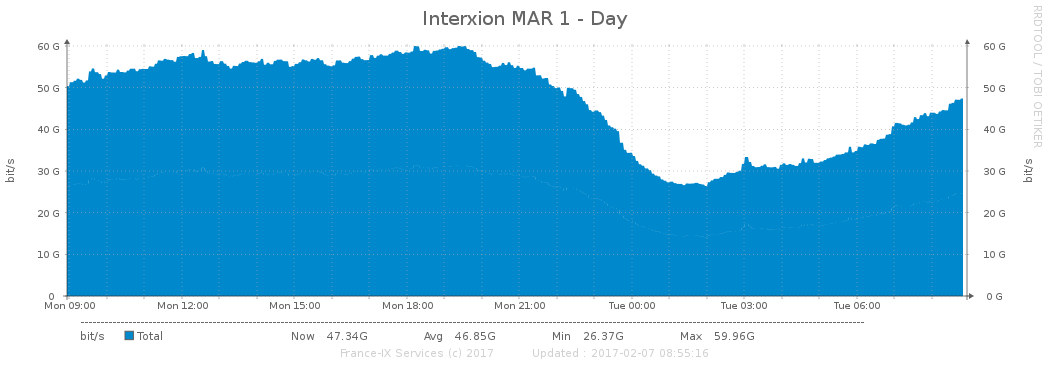 Interxion MAR 1 - Day
RRDTOOL / TOBI OETIKER
bit/s
60 G 60 G
50 G 50 G
40 G 40 G
30 G 30 G
20 G 20 G
10 G 10 G
0 0 G
bit/s
Mon 09:00 Mon 12:00 Mon 15:00 Mon 18:00 Mon 21:00 Tue 00:00 Tue 03:00 Tue 06:00
bit/s Total Now 47.34G Avg 46.85G Min 26.37G Max 59.96G
France-IX Services (c) 2017 Updated : 2017-02-07 08:55:16